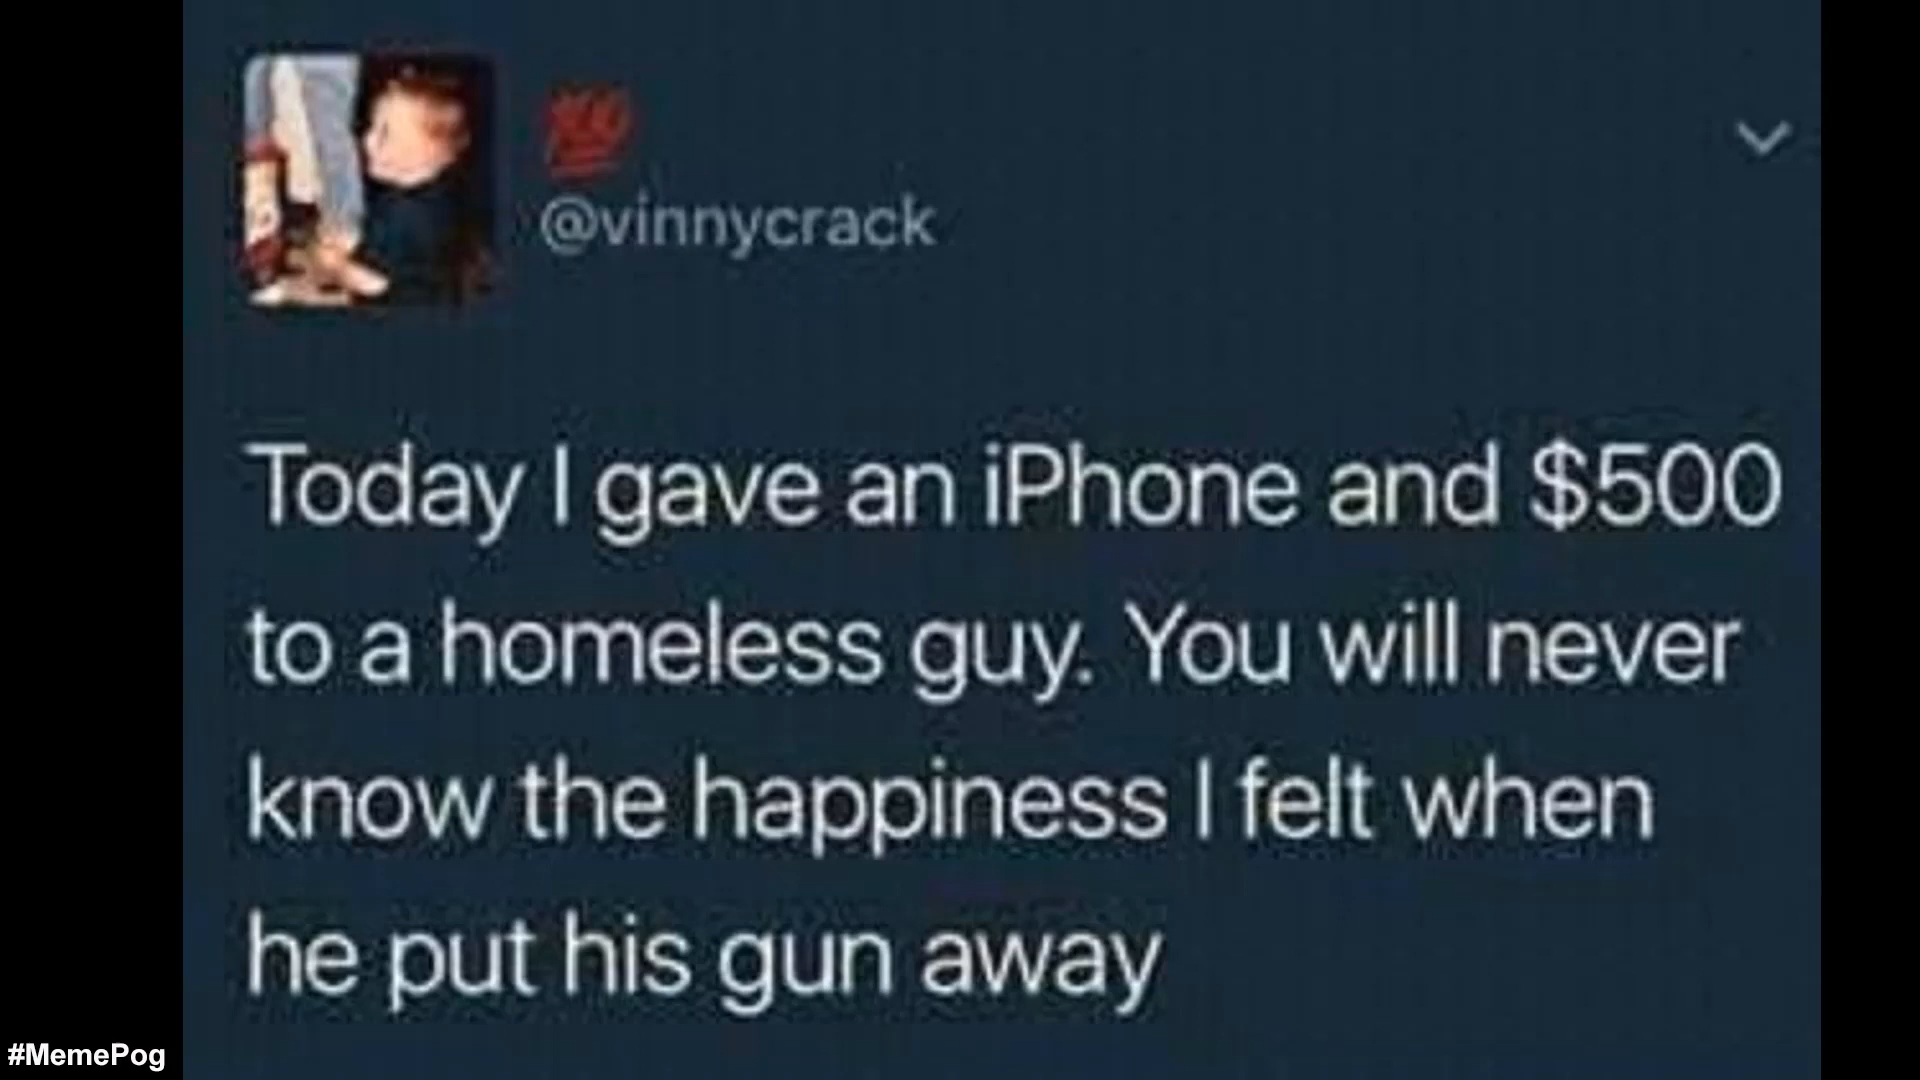 💯
@vinnycrack
Today I gave an iPhone and $500
to a homeless guy. You will never
know the happiness I felt when
he put his gun away
#MemePog